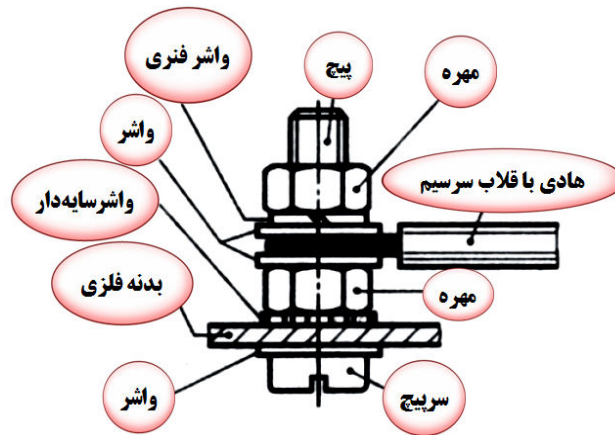 واشر فنری
پیچ
مهره
واشر
هادی با قلاب سرسیم
واشرسایه‌دار
بدنه فلزی
مهره
واشر
سرپیچ